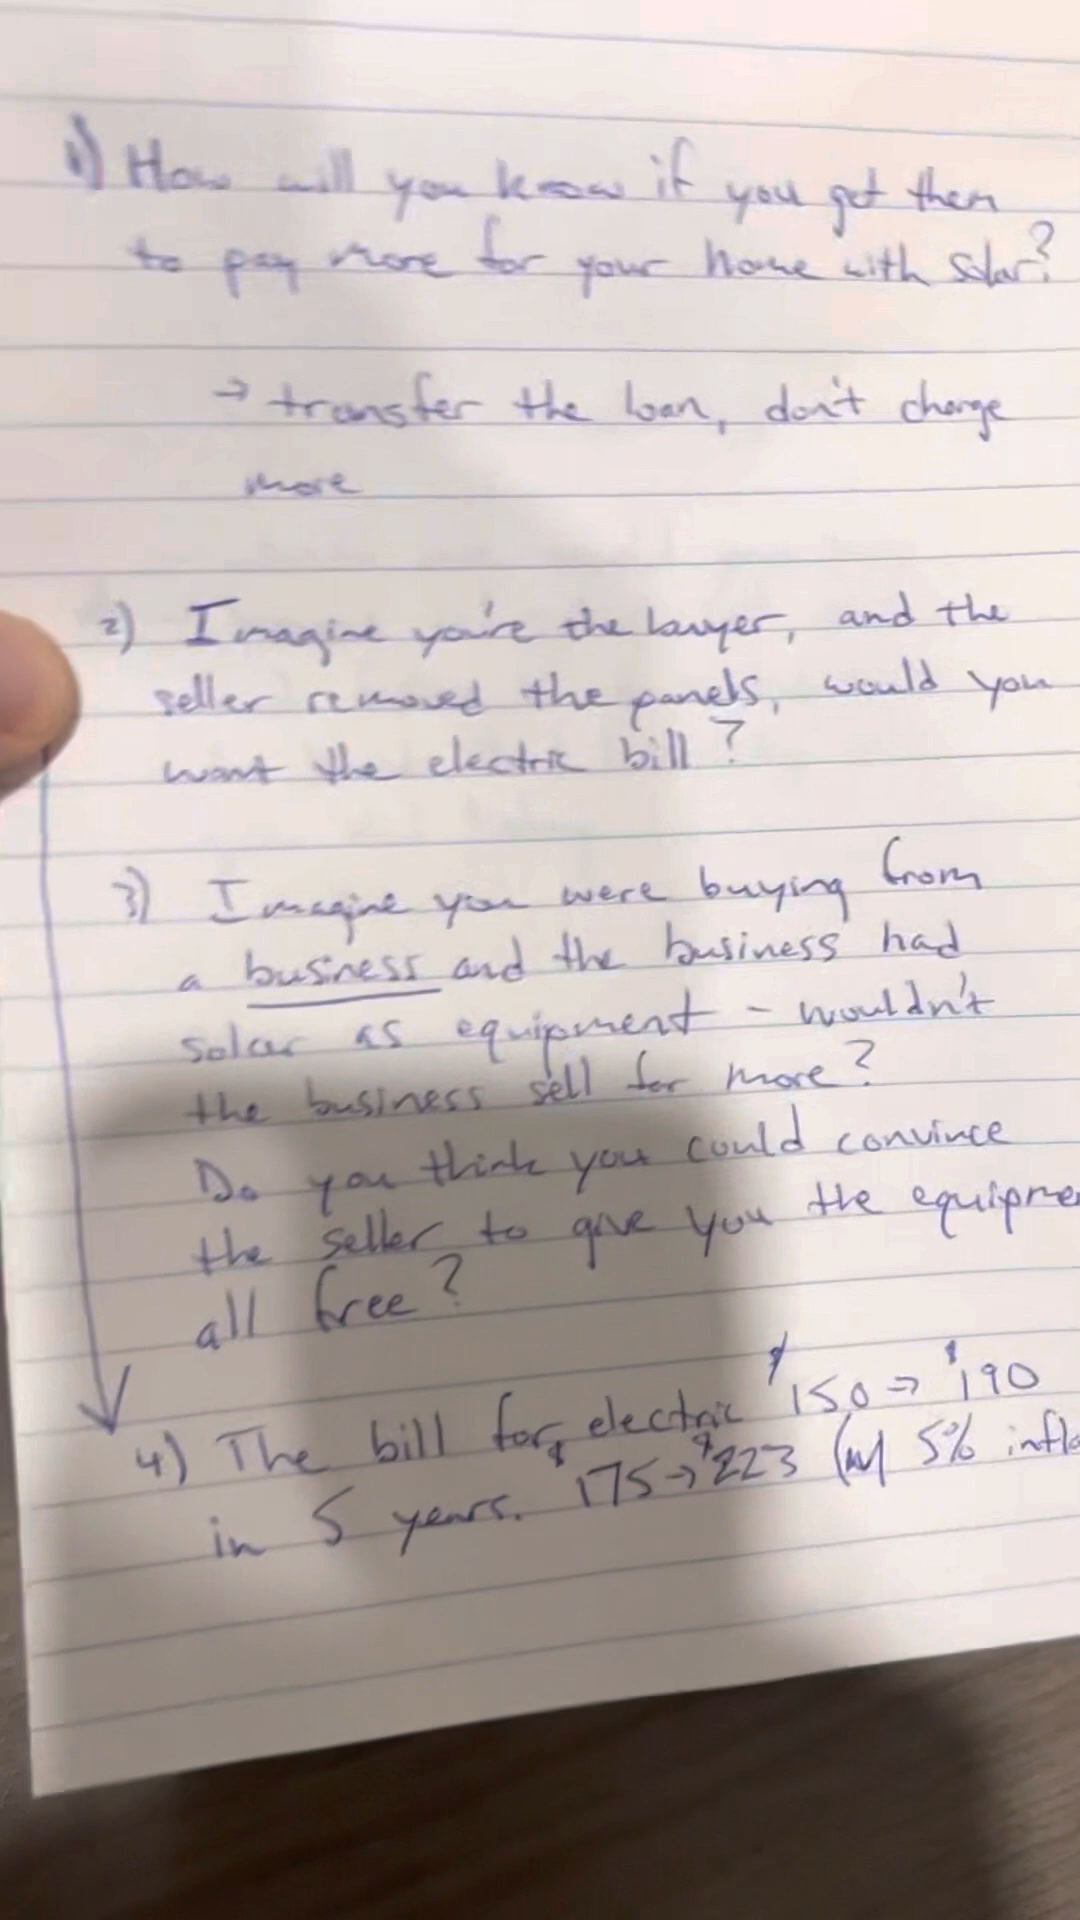 1) How will you know if you get them
to pay more for your home with solar?
→ transfer the loan, don't charge
more
2) Imagine you're the lawyer, and the
seller removed the panels, would you
want the electric bill?
3) Imagine you were buying from
a business and the business had
solar as equipment - wouldn't
the business sell for more?
Do you think you could convince
the seller to give you the equipme
all free?
4) The bill for electric $150 → $190
in 5 years. $175 → $223 (w/ 5% infla